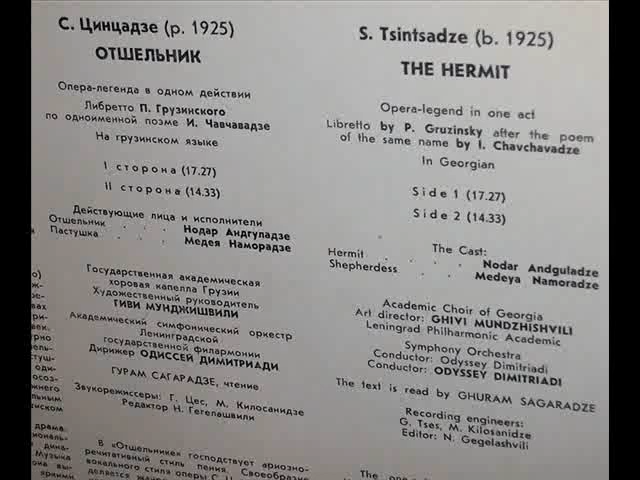 С. Цинцадзе (р. 1925)
ОТШЕЛЬНИК
Опера-легенда в одном действии
Либретто П. Грузинского
по одноименной поэме И. Чавчавадзе
На грузинском языке
I сторона (17.27)
II сторона (14.33)
Действующие лица и исполнители
Отшельник . . . Нодар Андгуладзе
Пастушка . . . Медея Наморадзе
Государственная академическая
хоровая капелла Грузии
Художественный руководитель
ГИВИ МУНДЖИШВИЛИ
Академический симфонический оркестр
Ленинградской
государственной филармонии
Дирижер ОДИССЕЙ ДИМИТРИАДИ
ГУРАМ САГАРАДЗЕ, чтение
Звукорежиссеры: Г. Цес, М. Килосанидзе
Редактор Н. Гегелашвили
В «Отшельнике» господствует ариозно-
речитативный стиль пения. Своеобразие
вокального стиля оперы С.
S. Tsintsadze (b. 1925)
THE HERMIT
Opera-legend in one act
Libretto by P. Gruzinsky after the poem
of the same name by I. Chavchavadze
In Georgian
Side 1 (17.27)
Side 2 (14.33)
The Cast:
Hermit . . . . Nodar Andguladze
Shepherdess . . Medeya Namoradze
Academic Choir of Georgia
Art director: GHIVI MUNDZHISHVILI
Leningrad Philharmonic Academic
Symphony Orchestra
Conductor: Odyssey Dimitriadi
Conductor: ODYSSEY DIMITRIADI
The text is read by GHURAM SAGARADZE
Recording engineers:
G. Tses, M. Kilosanidze
Editor: N. Gegelashvili